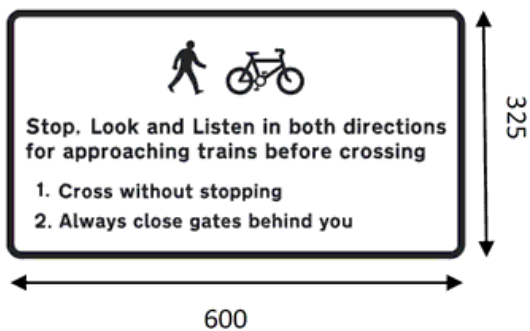 Stop, Look and Listen in both directions
for approaching trains before crossing
1. Cross without stopping
2. Always close gates behind you
325
600